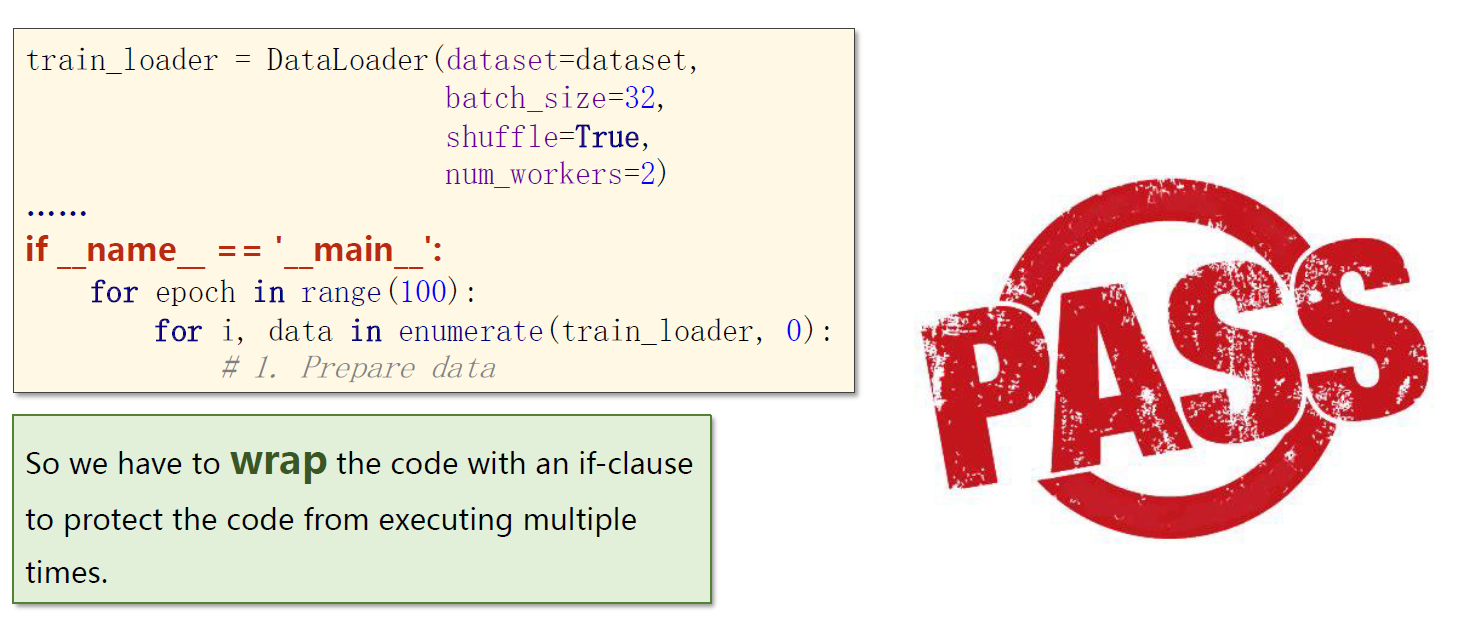 train_loader = DataLoader(dataset=dataset,
                          batch_size=32,
                          shuffle=True,
                          num_workers=2)
……
if __name__ == '__main__':
    for epoch in range(100):
        for i, data in enumerate(train_loader, 0):
            # 1. Prepare data
So we have to wrap the code with an if-clause
to protect the code from executing multiple
times.
PASS